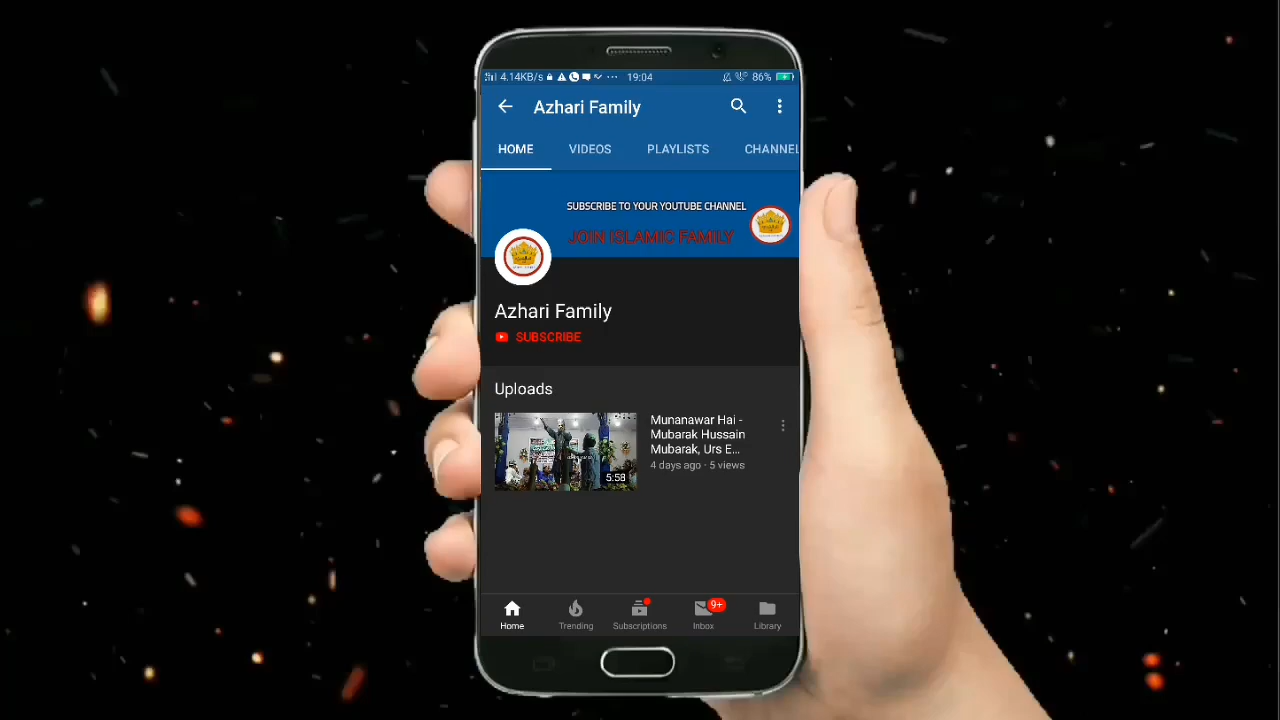 4.14KB/s ... 19:04 86%
Azhari Family
HOME VIDEOS PLAYLISTS CHANNEL
SUBSCRIBE TO YOUR YOUTUBE CHANNEL
JOIN ISLAMIC FAMILY
Azhari Family
SUBSCRIBE
Uploads
Munanawar Hai -
Mubarak Hussain
Mubarak, Urs E...
4 days ago · 5 views
5:58
9+
Home Trending Subscriptions Inbox Library